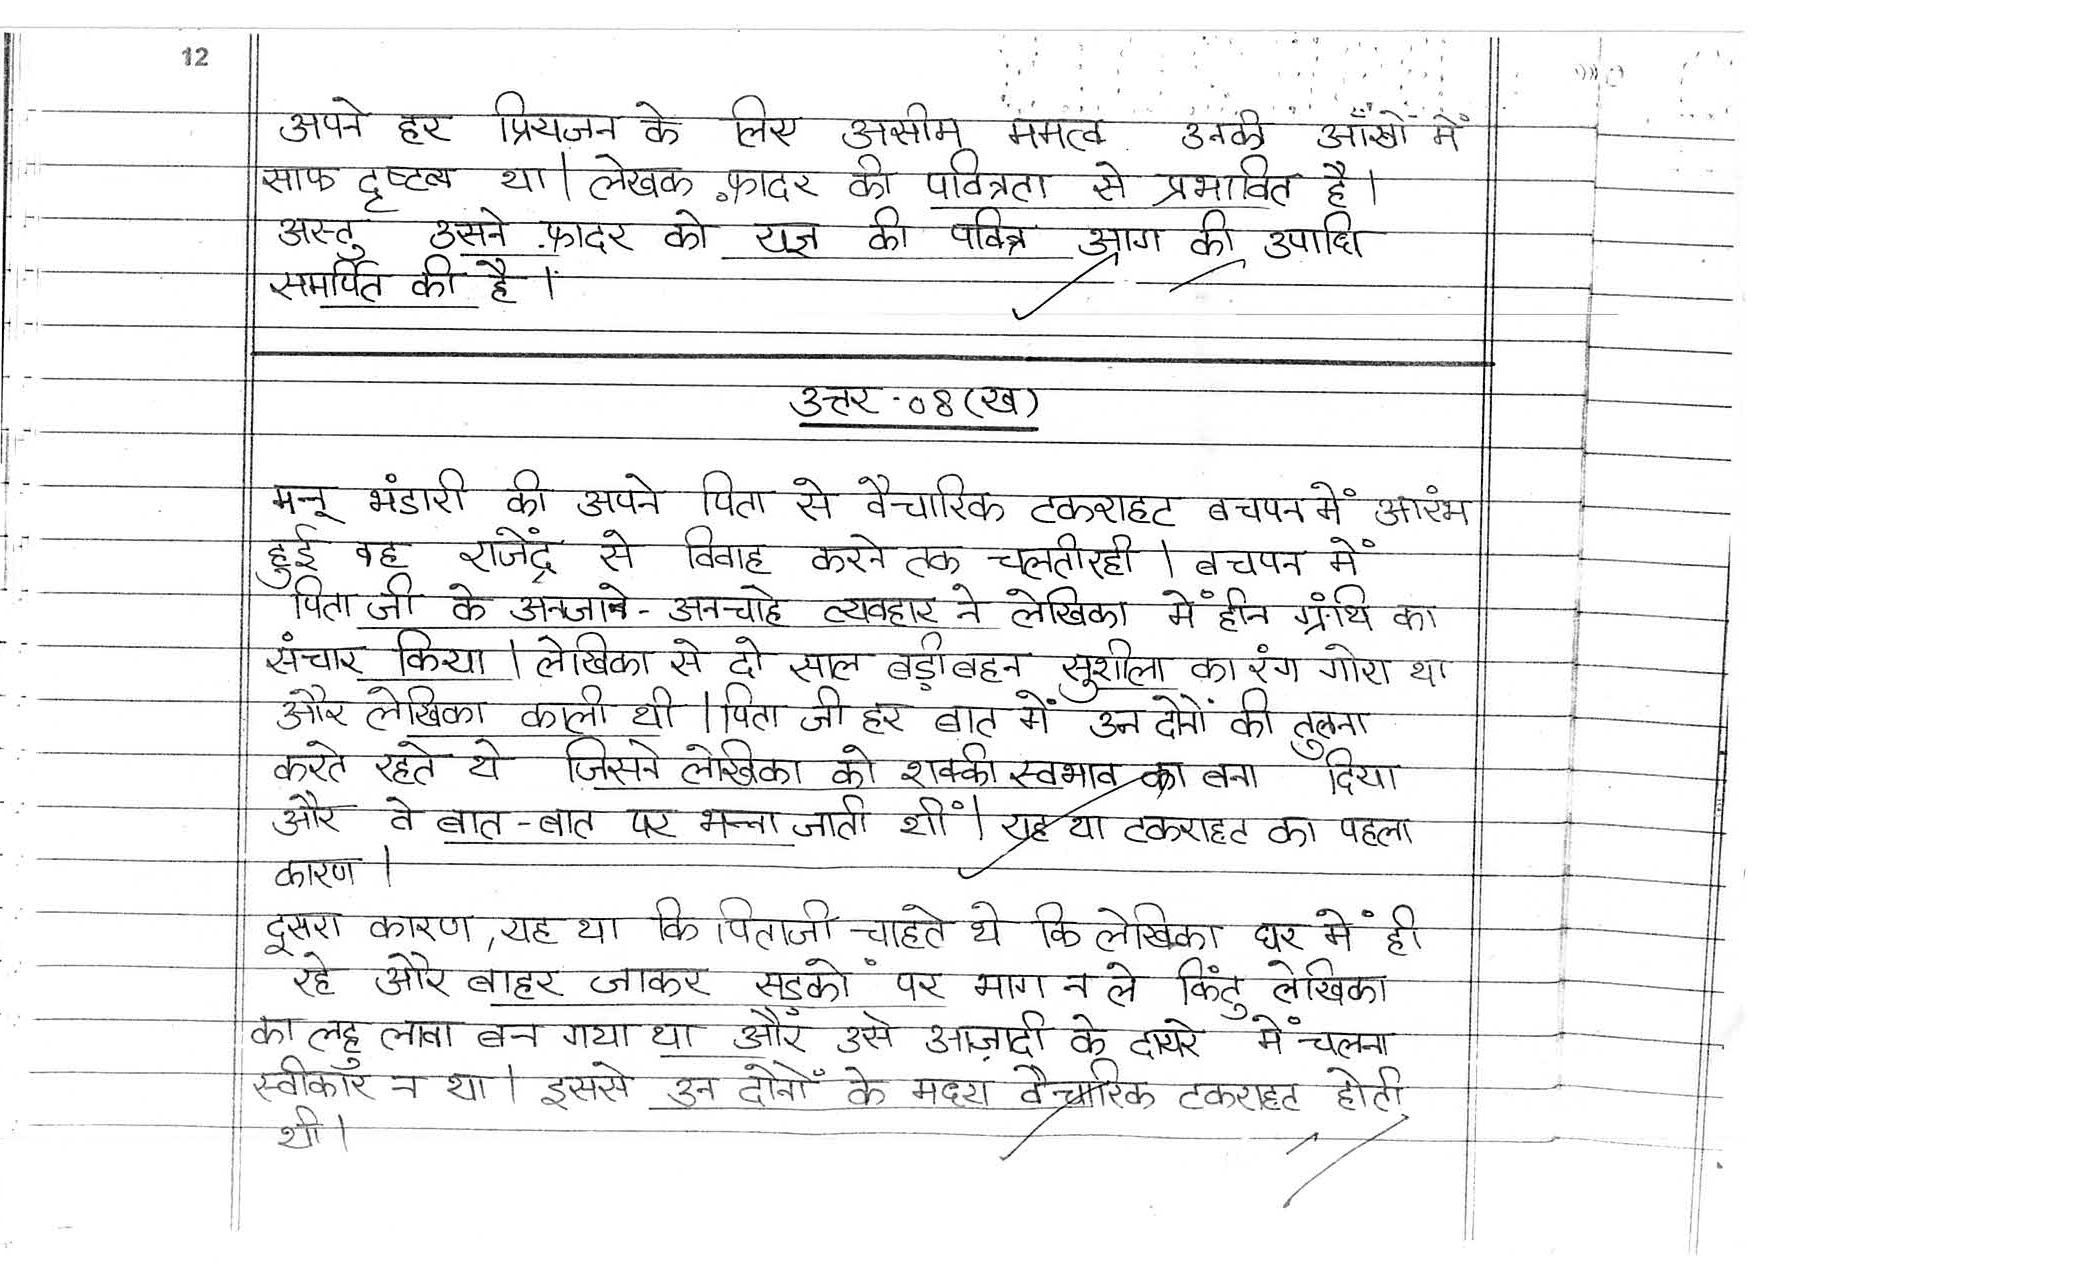 12
अपने हर प्रियजन के लिए असीम ममत्व उनकी आँखों में
साफ दृष्टव्य था। लेखक फ़ादर की पवित्रता से प्रभावित है।
अस्तु उसने फ़ादर को यज्ञ की पवित्र आग की उपाधि
समर्पित की है।
उत्तर-08(ख)
मन्नू भंडारी की अपने पिता से वैचारिक टकराहट बचपन में आरंभ
हुई वह राजेंद्र से विवाह करने तक चलती रही। बचपन में
पिता जी के अनजाने-अनचाहे व्यवहार ने लेखिका में हीन ग्रंथि का
संचार किया। लेखिका से दो साल बड़ी बहन सुशीला का रंग गोरा था
और लेखिका काली थी। पिता जी हर बात में उन दोनों की तुलना
करते रहते थे जिसने लेखिका को शक्की स्वभाव का बना दिया
और वे बात-बात पर भन्ना जाती थीं। यह था टकराहट का पहला
कारण।
दूसरा कारण, यह था कि पिताजी चाहते थे कि लेखिका घर में ही
रहे और बाहर जाकर सड़कों पर भाग न ले किंतु लेखिका
का लहू लावा बन गया था और उसे आज़ादी के दायरे में चलना
स्वीकार न था। इससे उन दोनों के मध्य वैचारिक टकराहट होती
थी।